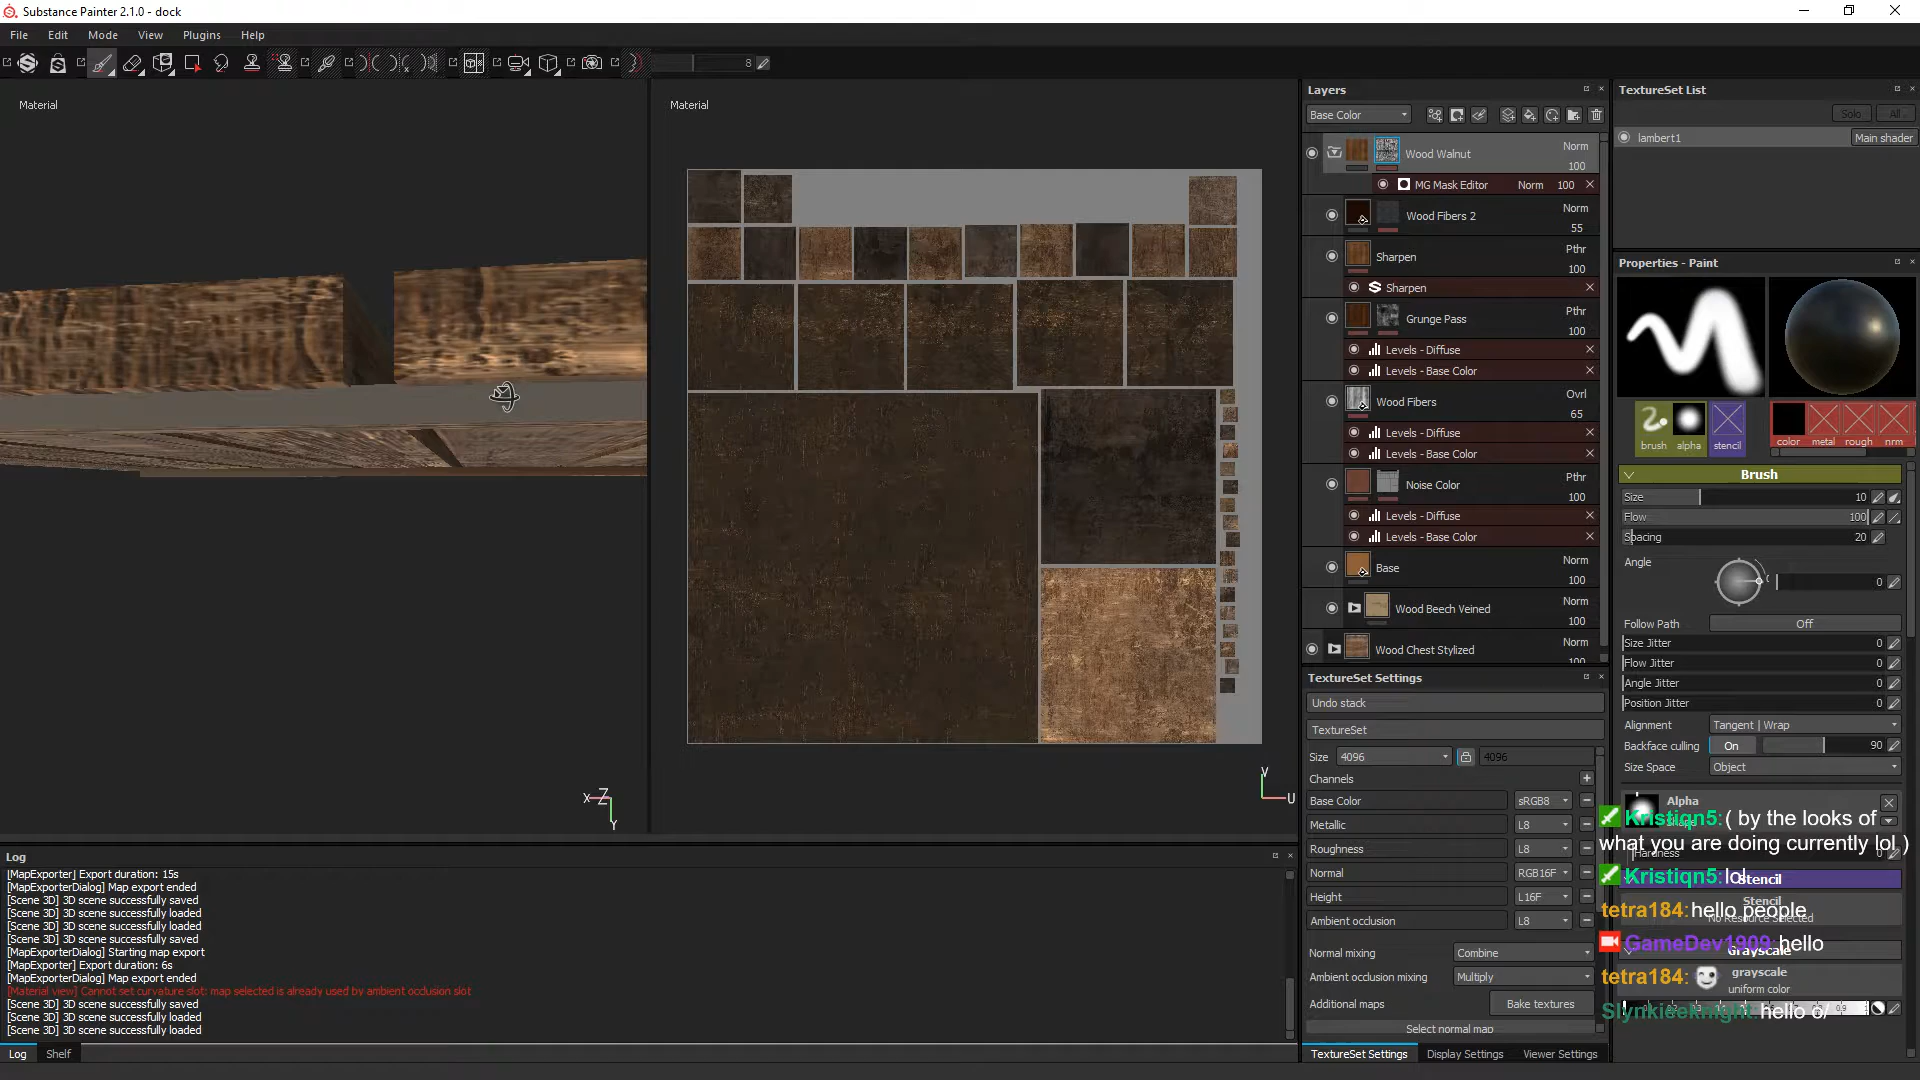 Substance Painter 2.1.0 - dock
File Edit Mode View Plugins Help
8
Material
Material
X Z
Y
V
U
Log
[MapExporter] Export duration: 15s
[MapExporterDialog] Map export ended
[Scene 3D] 3D scene successfully saved
[Scene 3D] 3D scene successfully loaded
[Scene 3D] 3D scene successfully loaded
[Scene 3D] 3D scene successfully saved
[MapExporterDialog] Starting map export
[MapExporter] Export duration: 6s
[MapExporterDialog] Map export ended
[Material view] Cannot set curvature slot: map selected is already used by ambient occlusion slot
[Scene 3D] 3D scene successfully saved
[Scene 3D] 3D scene successfully loaded
[Scene 3D] 3D scene successfully loaded
Log Shelf
Layers
Base Color
Wood Walnut Norm 100
MG Mask Editor Norm 100
Wood Fibers 2 Norm 55
Sharpen Pthr 100
Sharpen
Grunge Pass Pthr 100
Levels - Diffuse
Levels - Base Color
Wood Fibers Ovrl 65
Levels - Diffuse
Levels - Base Color
Noise Color Pthr 100
Levels - Diffuse
Levels - Base Color
Base Norm 100
Wood Beech Veined Norm 100
Wood Chest Stylized Norm 100
TextureSet Settings
Undo stack
TextureSet
Size 4096 4096
Channels
Base Color sRGB8
Metallic L8
Roughness L8
Normal RGB16F
Height L16F
Ambient occlusion L8
Normal mixing Combine
Ambient occlusion mixing Multiply
Additional maps Bake textures
Select normal map
TextureSet Settings Display Settings Viewer Settings
TextureSet List
Solo All
lambert1 Main shader
Properties - Paint
brush alpha stencil color metal rough nrm
Brush
Size 10
Flow 100
Spacing 20
Angle 0
Follow Path Off
Size Jitter 0
Flow Jitter 0
Angle Jitter 0
Position Jitter 0
Alignment Tangent | Wrap
Backface culling On 90
Size Space Object
Alpha
Kristiqn5: ( by the looks of
what you are doing currently lol )
Hardness
Kristiqn5: lol
Stencil
Stencil
No Resource Selected
tetra184: hello people
GameDev1909: hello
Grayscale
tetra184:
grayscale
uniform color
Slynkieeknight: hello o/